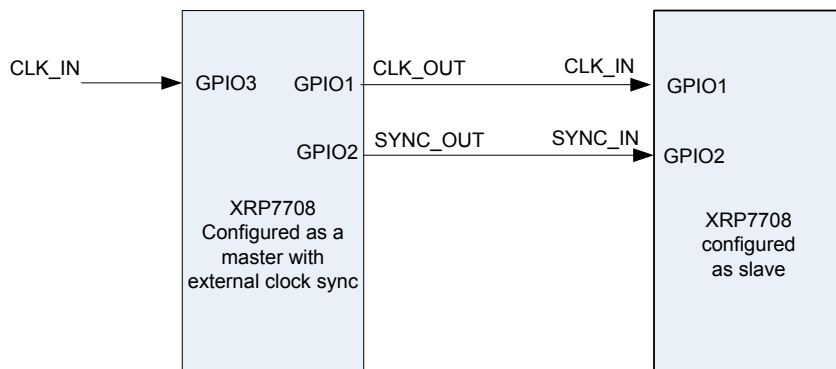 CLK_IN
GPIO3
GPIO1
CLK_OUT
CLK_IN
GPIO1
GPIO2
SYNC_OUT
SYNC_IN
GPIO2
XRP7708
Configured as a
master with
external clock sync
XRP7708
configured
as slave